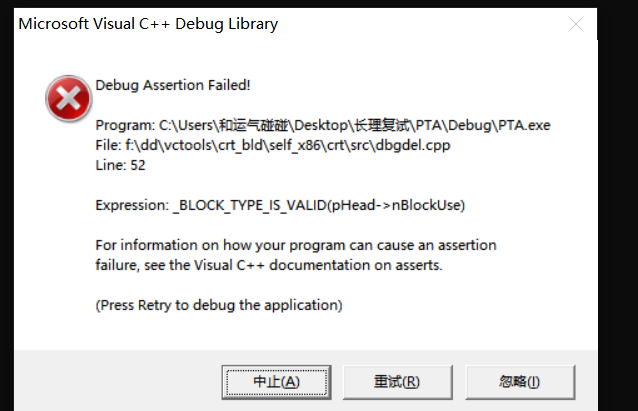 Microsoft Visual C++ Debug Library
Debug Assertion Failed!
Program: C:\Users\和运气碰碰\Desktop\长理复试\PTA\Debug\PTA.exe
File: f:\dd\vctools\crt_bld\self_x86\crt\src\dbgdel.cpp
Line: 52
Expression: _BLOCK_TYPE_IS_VALID(pHead->nBlockUse)
For information on how your program can cause an assertion
failure, see the Visual C++ documentation on asserts.
(Press Retry to debug the application)
中止(A) 重试(R) 忽略(I)